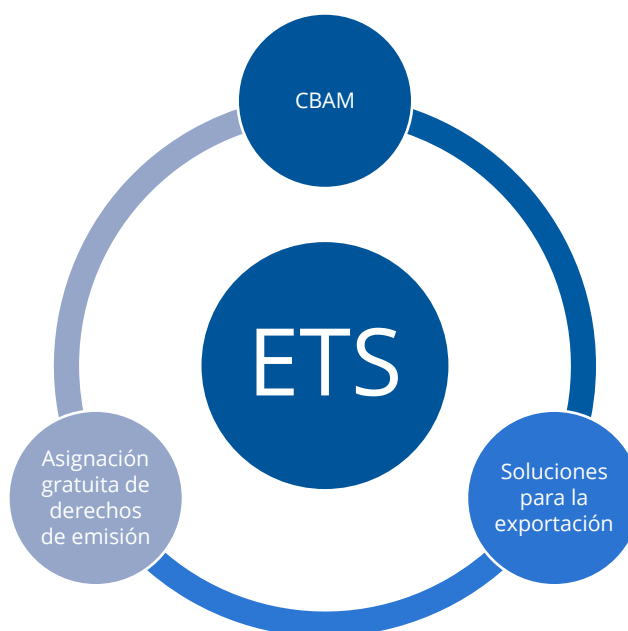 CBAM
ETS
Asignación
gratuita de
derechos
de emisión
Soluciones
para la
exportación